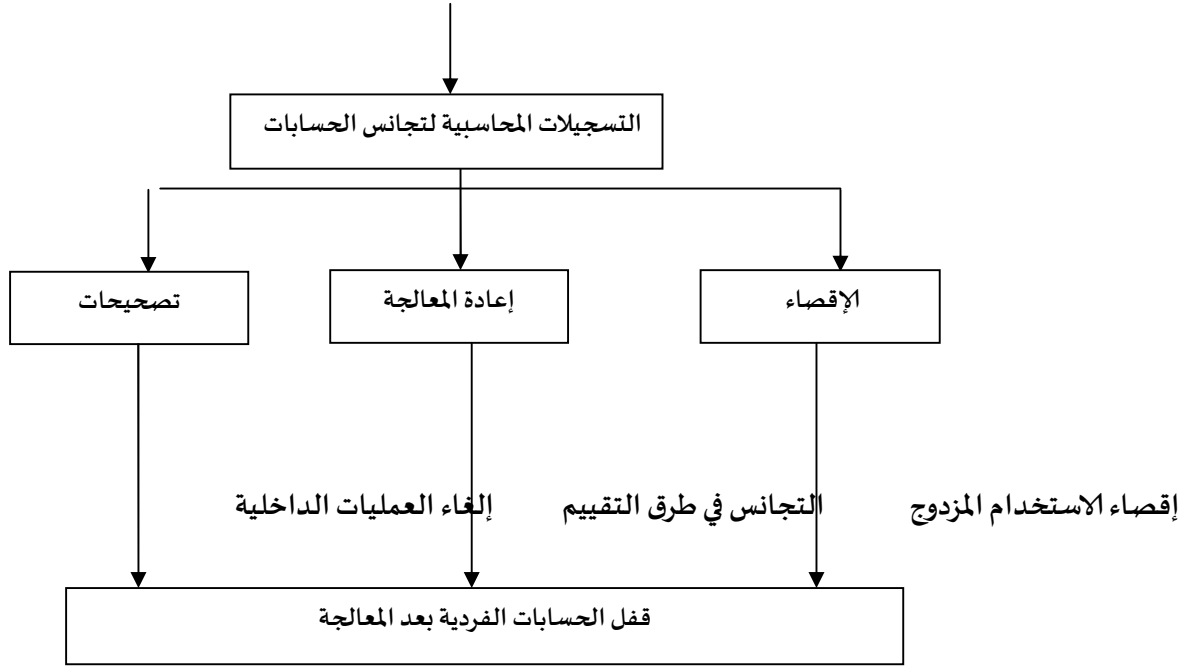 التسجيلات المحاسبية لتجانس الحسابات
الإقصاء
إعادة المعالجة
تصحيحات
إقصاء الاستخدام المزدوج
التجانس في طرق التقييم
إلغاء العمليات الداخلية
قفل الحسابات الفردية بعد المعالجة